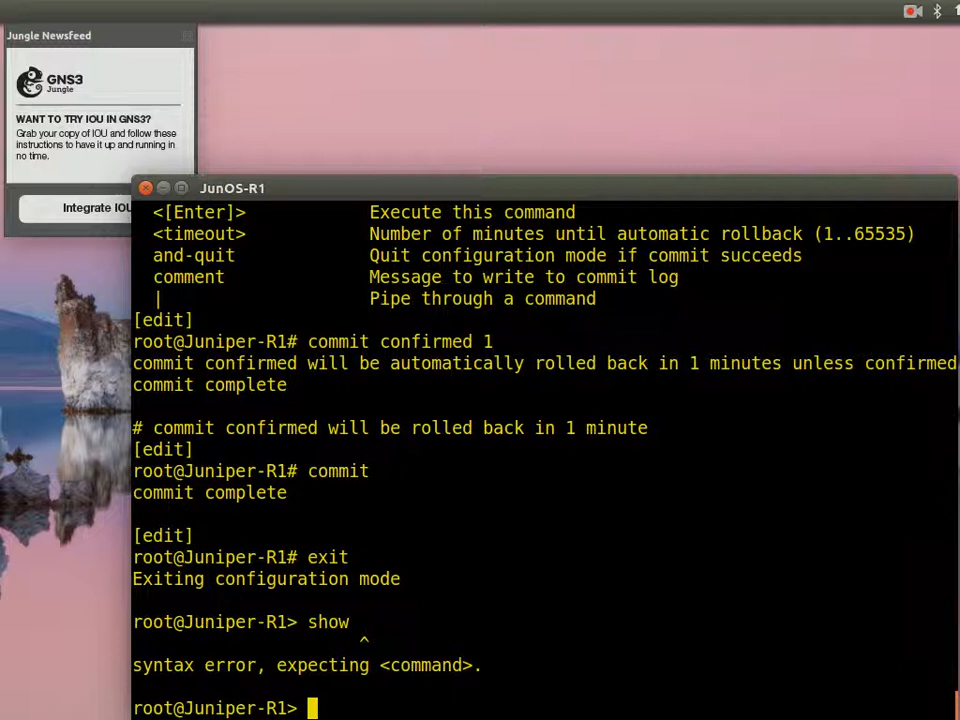 Jungle Newsfeed
GNS3
Jungle
WANT TO TRY IOU IN GNS3?
Grab your copy of IOU and follow these
instructions to have it up and running in
no time.
Integrate IOU
JunOS-R1
<[Enter]> Execute this command
<timeout> Number of minutes until automatic rollback (1..65535)
and-quit Quit configuration mode if commit succeeds
comment Message to write to commit log
| Pipe through a command
[edit]
root@Juniper-R1# commit confirmed 1
commit confirmed will be automatically rolled back in 1 minutes unless confirmed
commit complete
# commit confirmed will be rolled back in 1 minute
[edit]
root@Juniper-R1# commit
commit complete
[edit]
root@Juniper-R1# exit
Exiting configuration mode
root@Juniper-R1> show
^
syntax error, expecting <command>.
root@Juniper-R1>